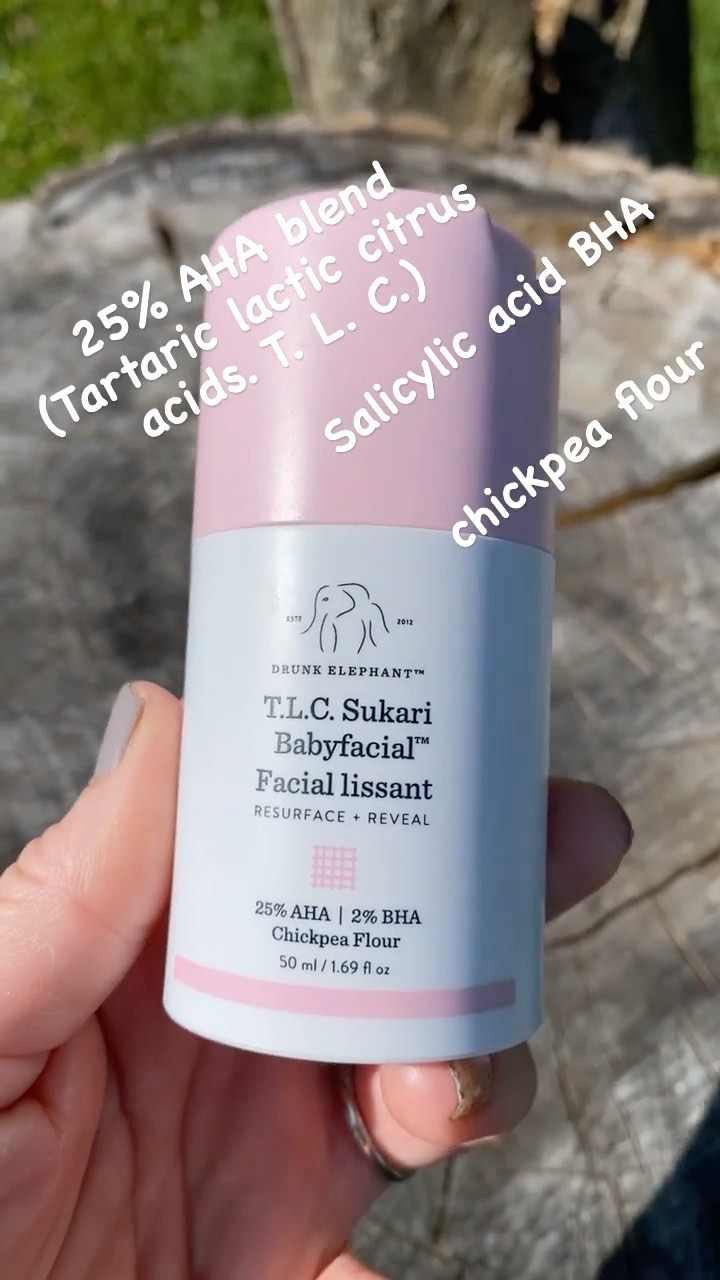 25% AHA blend
(Tartaric lactic citrus
acids. T. L. C.)
Salicylic acid BHA
chickpea flour
ESTD 2012
DRUNK ELEPHANT™
T.L.C. Sukari
Babyfacial™
Facial lissant
RESURFACE + REVEAL
25% AHA | 2% BHA
Chickpea Flour
50 ml / 1.69 fl oz